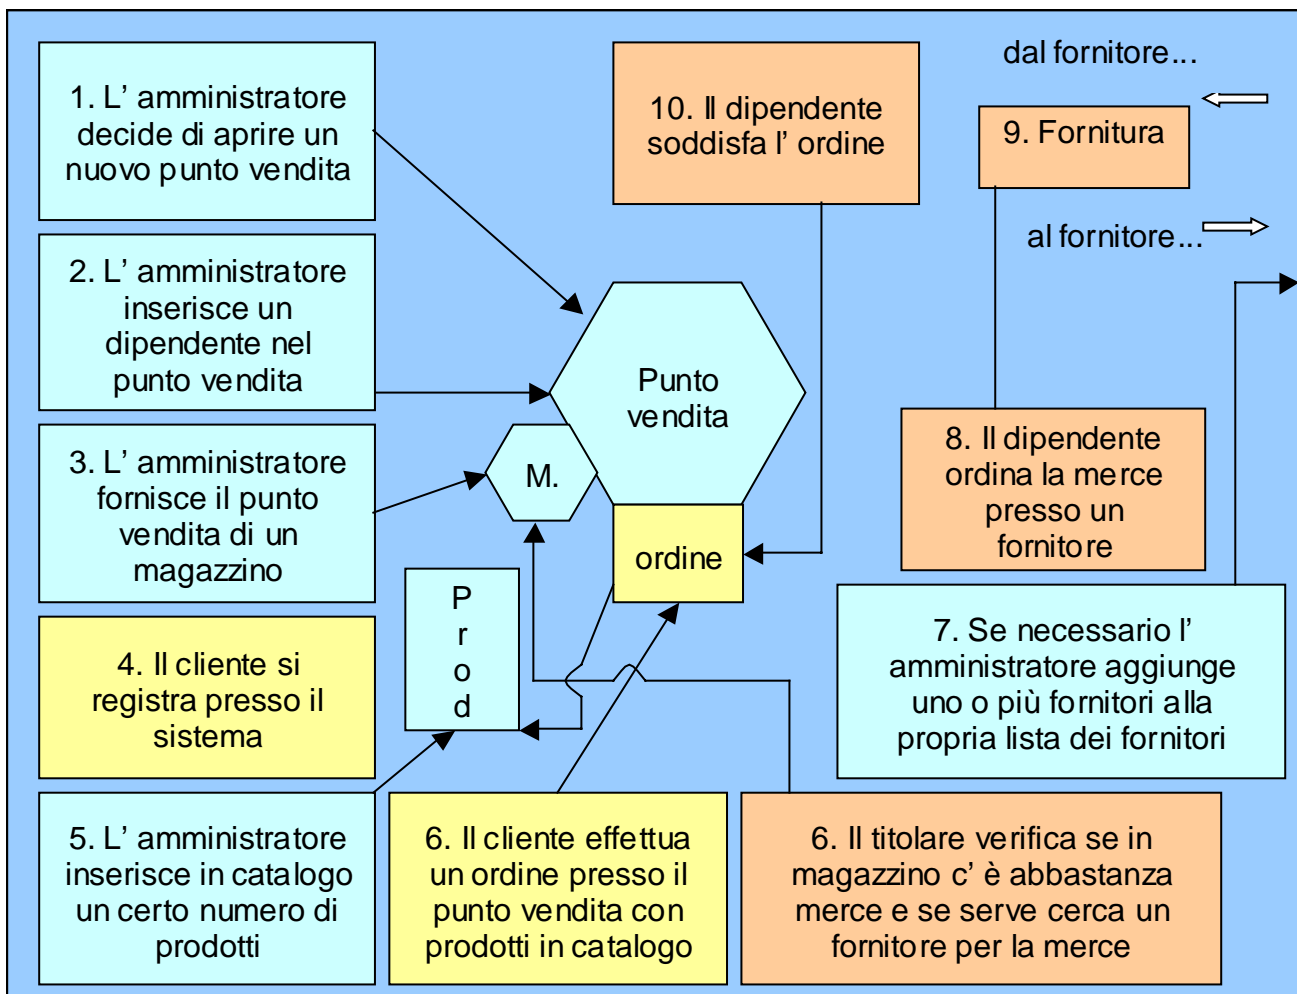 1. L’ amministratore
decide di aprire un
nuovo punto vendita
2. L’ amministratore
inserisce un
dipendente nel
punto vendita
3. L’ amministratore
fornisce il punto
vendita di un
magazzino
4. Il cliente si
registra presso il
sistema
5. L’ amministratore
inserisce in catalogo
un certo numero di
prodotti
10. Il dipendente
soddisfa l’ ordine
Punto
vendita
M.
ordine
P
r
o
d
6. Il cliente effettua
un ordine presso il
punto vendita con
prodotti in catalogo
6. Il titolare verifica se in
magazzino c’ è abbastanza
merce e se serve cerca un
fornitore per la merce
dal fornitore...
9. Fornitura
al fornitore...
8. Il dipendente
ordina la merce
presso un
fornitore
7. Se necessario l’
amministratore aggiunge
uno o più fornitori alla
propria lista dei fornitori